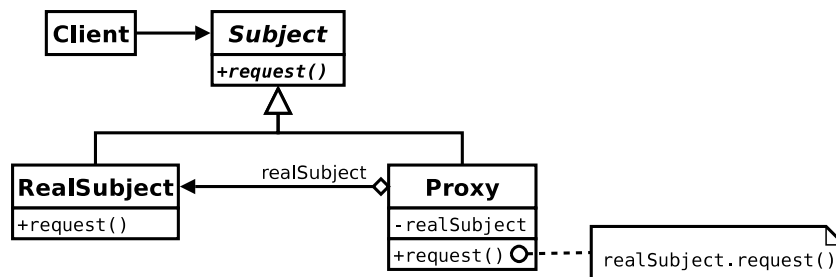 Client
Subject
+request()
realSubject
RealSubject
+request()
Proxy
-realSubject
+request()
realSubject.request()